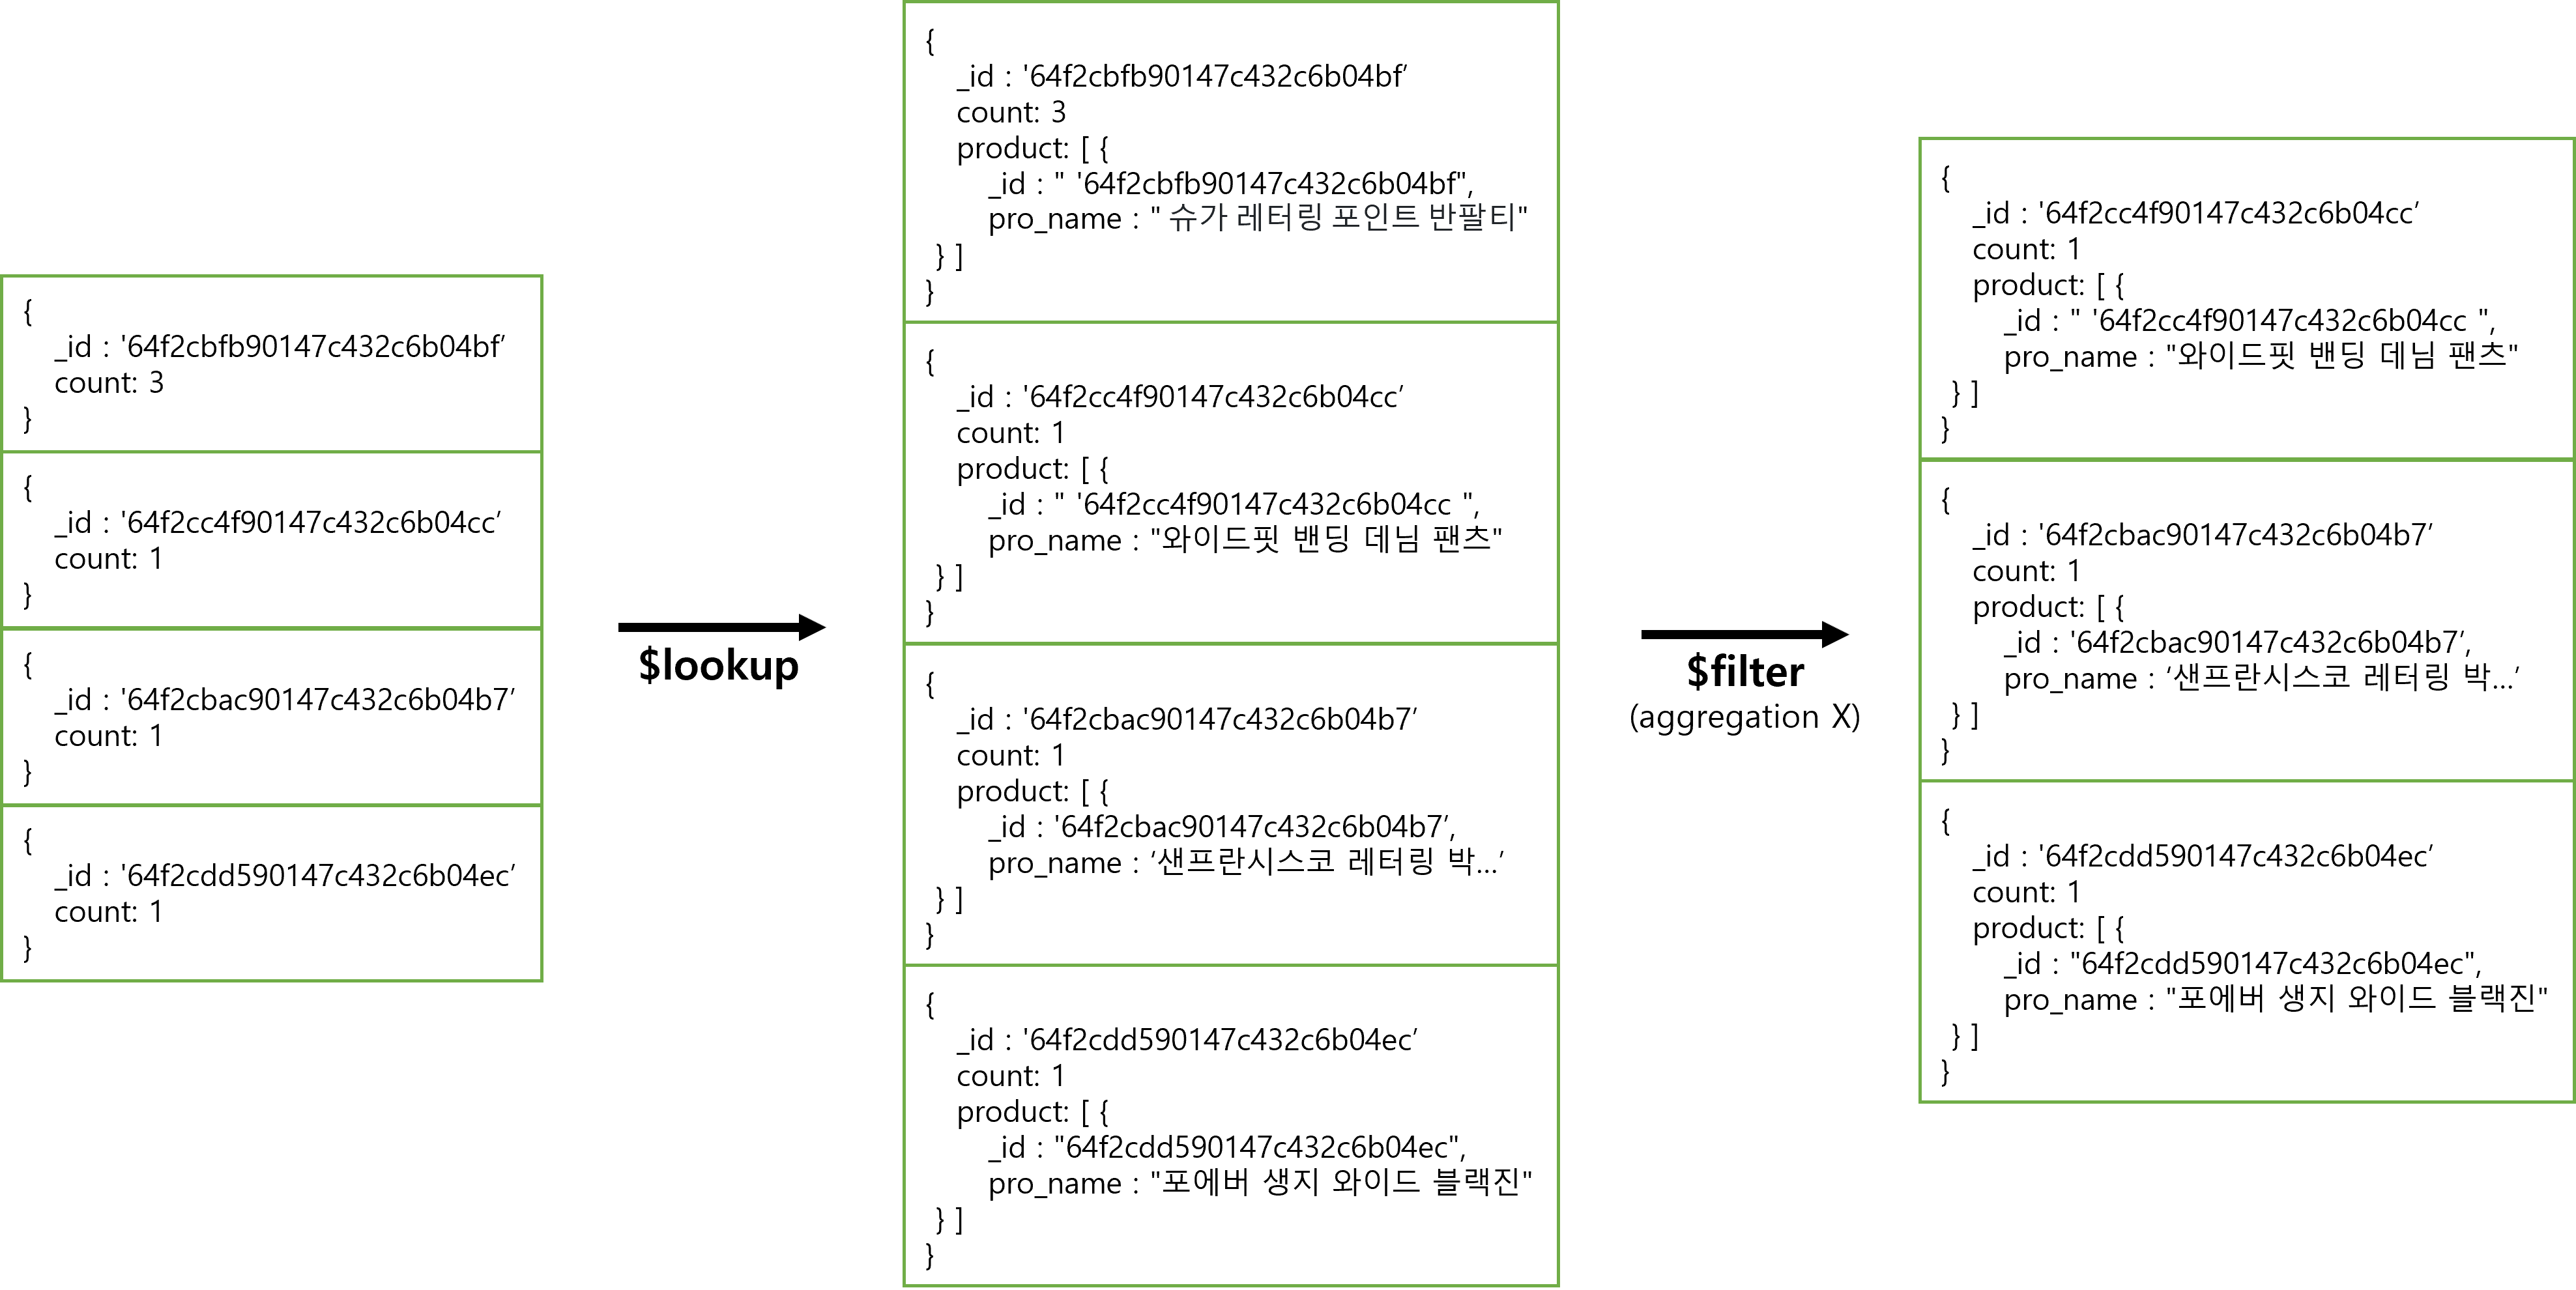 {
_id : '64f2cbfb90147c432c6b04bf’
count: 3
}
{
_id : '64f2cc4f90147c432c6b04cc’
count: 1
}
{
_id : '64f2cbac90147c432c6b04b7’
count: 1
}
{
_id : '64f2cdd590147c432c6b04ec’
count: 1
}
$lookup
{
_id : '64f2cbfb90147c432c6b04bf’
count: 3
product: [ {
_id : " '64f2cbfb90147c432c6b04bf",
pro_name : " 슈가 레터링 포인트 반팔티"
} ]
}
{
_id : '64f2cc4f90147c432c6b04cc’
count: 1
product: [ {
_id : " '64f2cc4f90147c432c6b04cc ",
pro_name : "와이드핏 밴딩 데님 팬츠"
} ]
}
{
_id : '64f2cbac90147c432c6b04b7’
count: 1
product: [ {
_id : '64f2cbac90147c432c6b04b7’,
pro_name : ‘샌프란시스코 레터링 박…’
} ]
}
{
_id : '64f2cdd590147c432c6b04ec’
count: 1
product: [ {
_id : "64f2cdd590147c432c6b04ec",
pro_name : "포에버 생지 와이드 블랙진"
} ]
}
$filter
(aggregation X)
{
_id : '64f2cc4f90147c432c6b04cc’
count: 1
product: [ {
_id : " '64f2cc4f90147c432c6b04cc ",
pro_name : "와이드핏 밴딩 데님 팬츠"
} ]
}
{
_id : '64f2cbac90147c432c6b04b7’
count: 1
product: [ {
_id : '64f2cbac90147c432c6b04b7’,
pro_name : ‘샌프란시스코 레터링 박…’
} ]
}
{
_id : '64f2cdd590147c432c6b04ec’
count: 1
product: [ {
_id : "64f2cdd590147c432c6b04ec",
pro_name : "포에버 생지 와이드 블랙진"
} ]
}